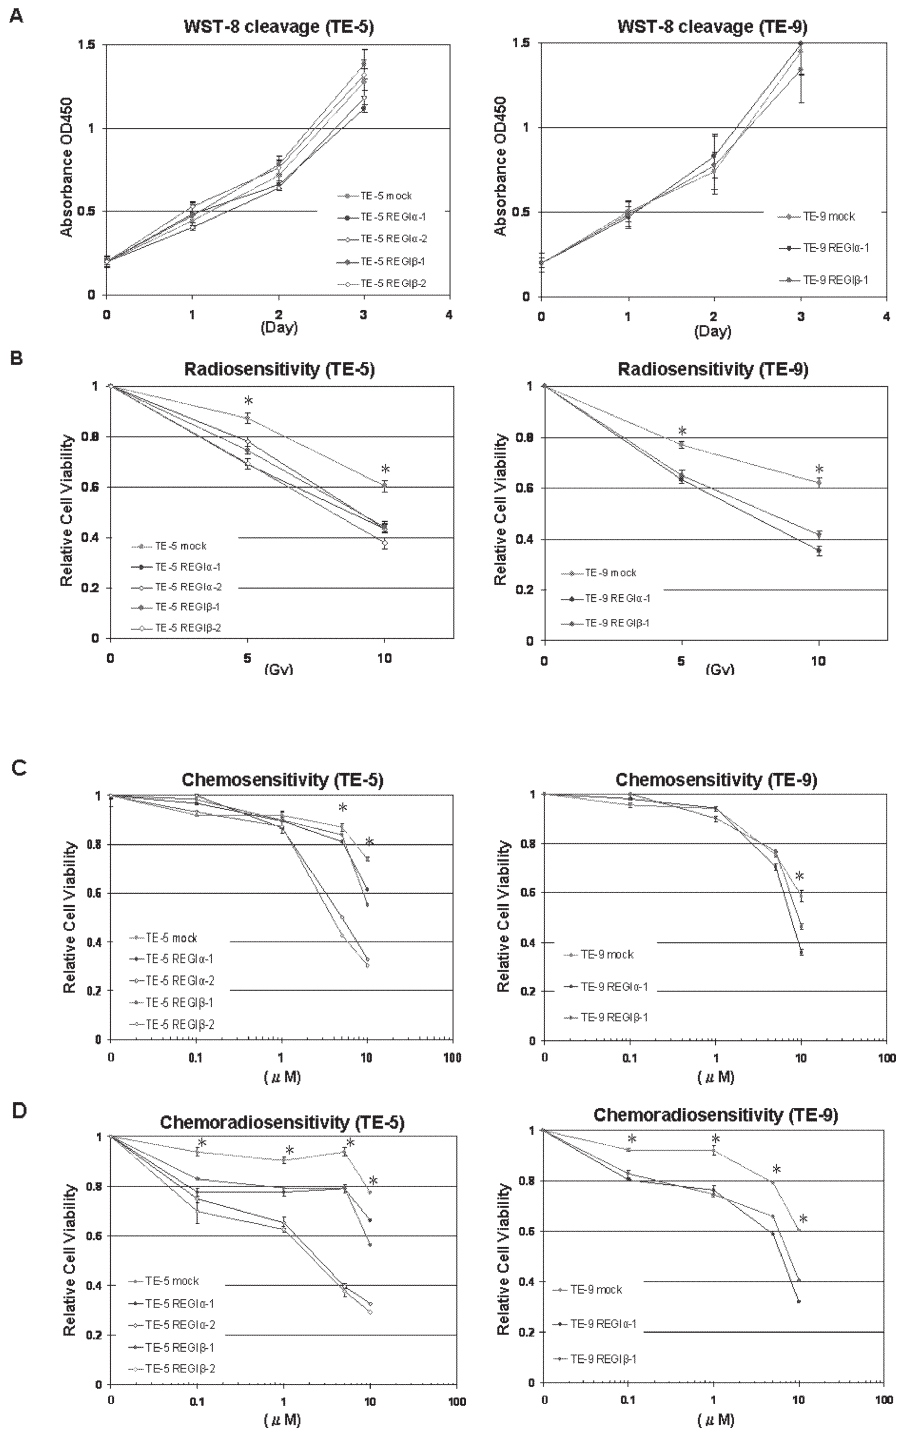 A
WST-8 cleavage (TE-5)
Absorbance OD450
1.5
1
0.5
0
TE-5 mock
TE-5 REGIα-1
TE-5 REGIα-2
TE-5 REGIβ-1
TE-5 REGIβ-2
0 1 2 3 4
(Day)
WST-8 cleavage (TE-9)
Absorbance OD450
1.5
1
0.5
0
TE-9 mock
TE-9 REGIα-1
TE-9 REGIβ-1
0 1 2 3 4
(Day)
B
Radiosensitivity (TE-5)
Relative Cell Viability
1
0.8
0.6
0.4
0.2
0
*
*
TE-5 mock
TE-5 REGIα-1
TE-5 REGIα-2
TE-5 REGIβ-1
TE-5 REGIβ-2
0 5 10
(Gy)
Radiosensitivity (TE-9)
Relative Cell Viability
1
0.8
0.6
0.4
0.2
0
*
*
TE-9 mock
TE-9 REGIα-1
TE-9 REGIβ-1
0 5 10
(Gy)
C
Chemosensitivity (TE-5)
Relative Cell Viability
1
0.8
0.6
0.4
0.2
0
*
*
TE-5 mock
TE-5 REGIα-1
TE-5 REGIα-2
TE-5 REGIβ-1
TE-5 REGIβ-2
0 0.1 1 10 100
(μM)
Chemosensitivity (TE-9)
Relative Cell Viability
1
0.8
0.6
0.4
0.2
0
*
TE-9 mock
TE-9 REGIα-1
TE-9 REGIβ-1
0 0.1 1 10 100
(μM)
D
Chemoradiosensitivity (TE-5)
Relative Cell Viability
1
0.8
0.6
0.4
0.2
0
* * * *
TE-5 mock
TE-5 REGIα-1
TE-5 REGIα-2
TE-5 REGIβ-1
TE-5 REGIβ-2
0 0.1 1 10 100
(μM)
Chemoradiosensitivity (TE-9)
Relative Cell Viability
1
0.8
0.6
0.4
0.2
0
* * * *
TE-9 mock
TE-9 REGIα-1
TE-9 REGIβ-1
0 0.1 1 10 100
(μM)